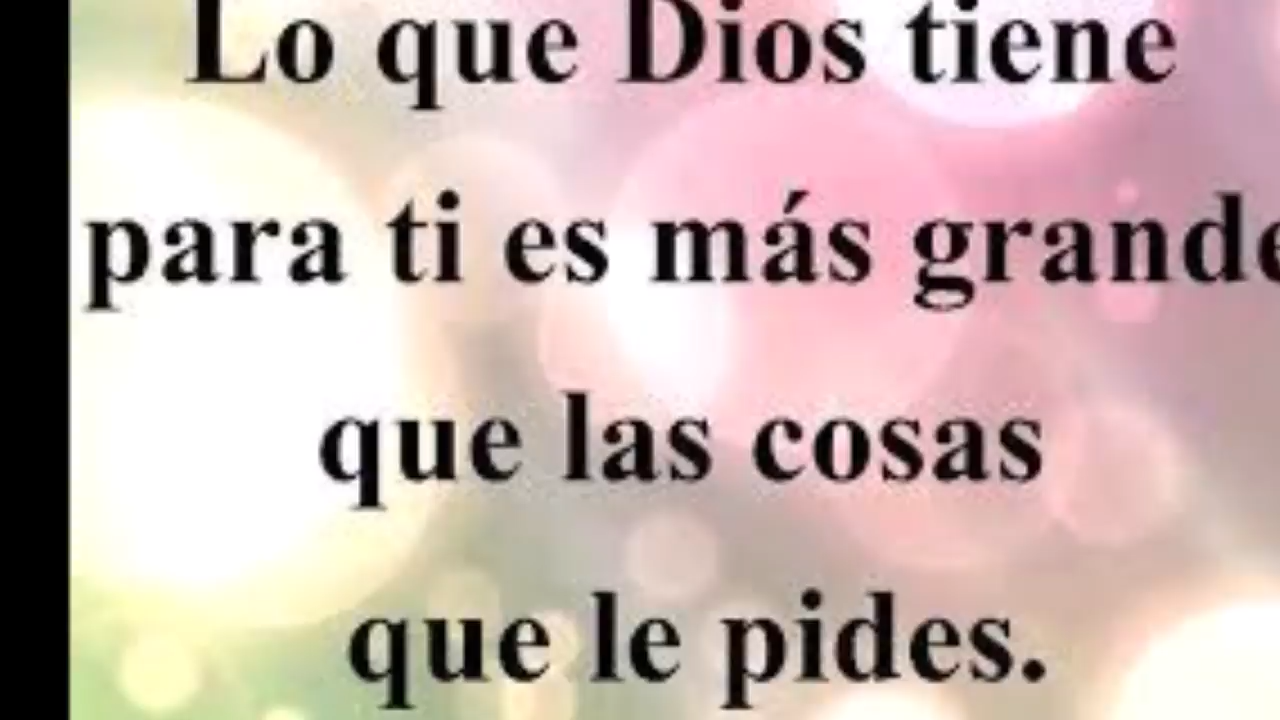 Lo que Dios tiene
para ti es más grande
que las cosas
que le pides.